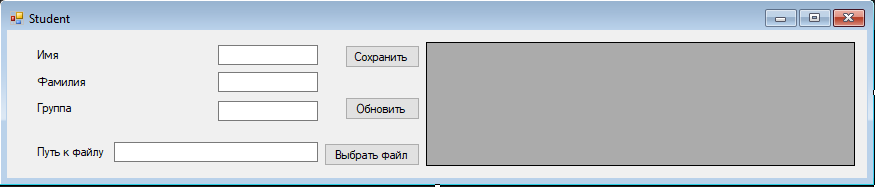 Student
Имя
Сохранить
Фамилия
Группа
Обновить
Путь к файлу
Выбрать файл